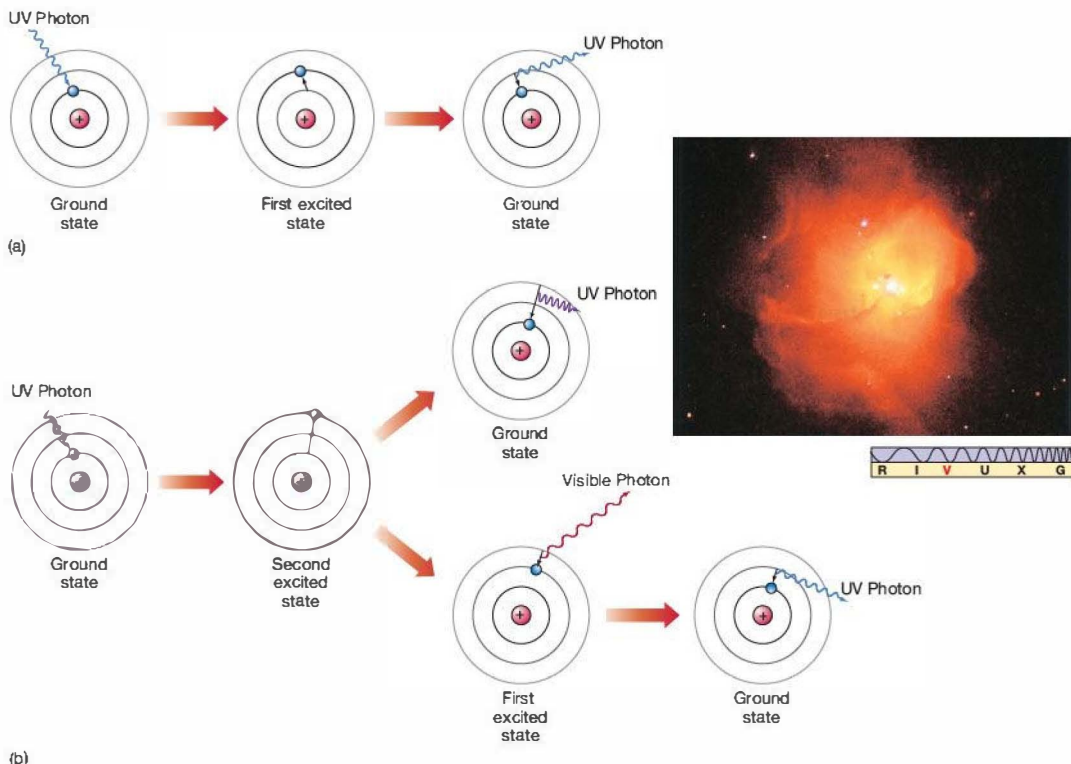 UV Photon
UV Photon
Ground
state
First excited
state
Ground
state
(a)
UV Photon
Ground
state
UV Photon
Ground
state
Second
excited
state
Visible Photon
First
excited
state
UV Photon
Ground
state
R I V U X G
(b)